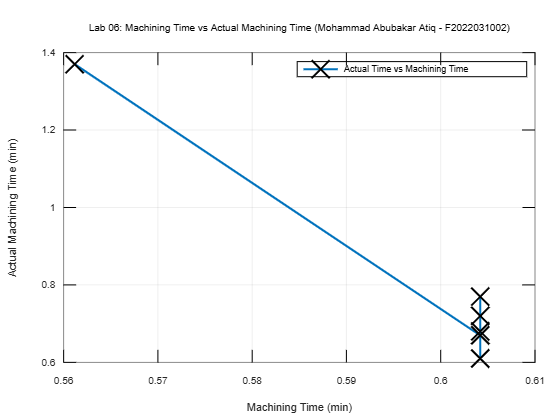 Lab 06: Machining Time vs Actual Machining Time (Mohammad Abubakar Atiq - F2022031002)
Actual Time vs Machining Time
1.4
1.2
1
0.8
0.6
Actual Machining Time (min)
0.56
0.57
0.58
0.59
0.6
0.61
Machining Time (min)